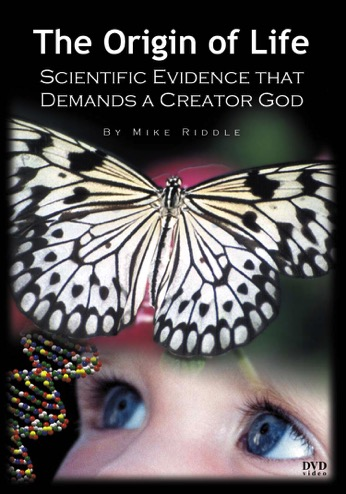 The Origin of Life
SCIENTIFIC EVIDENCE THAT
DEMANDS A CREATOR GOD
BY MIKE RIDDLE
DVD
video